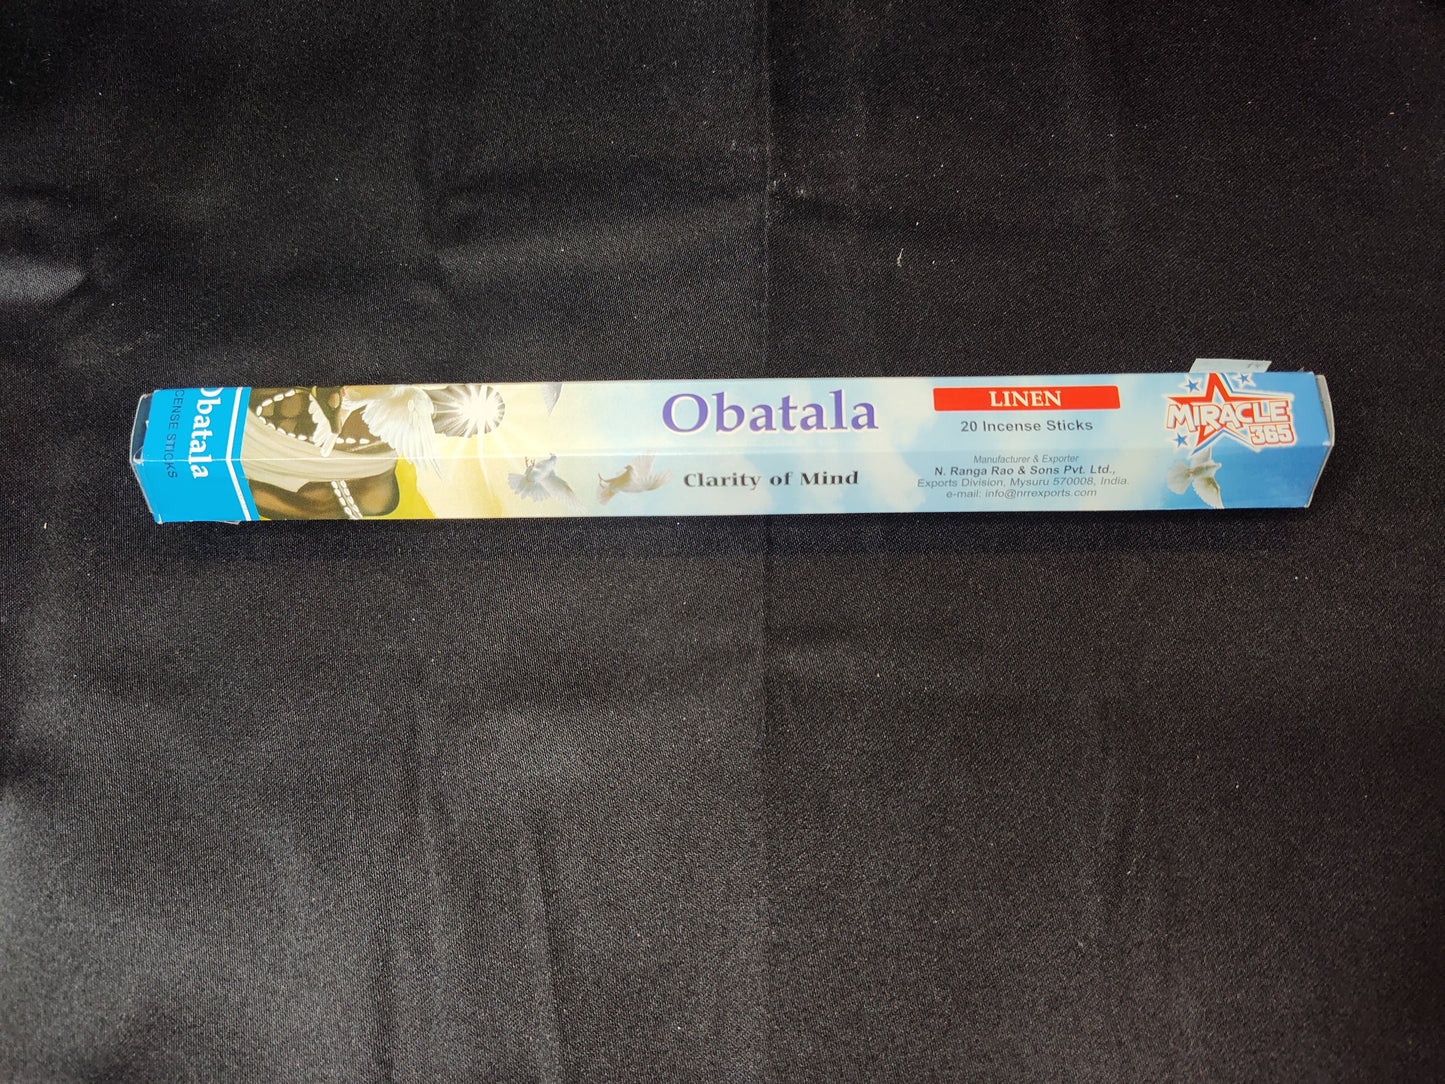 Obatala
CENSE STICKS
Obatala
Clarity of Mind
LINEN
20 Incense Sticks
Manufacturer & Exporter
N. Ranga Rao & Sons Pvt. Ltd.,
Exports Division, Mysuru 570008, India.
e-mail: info@nrrexports.com
MIRACLE
365